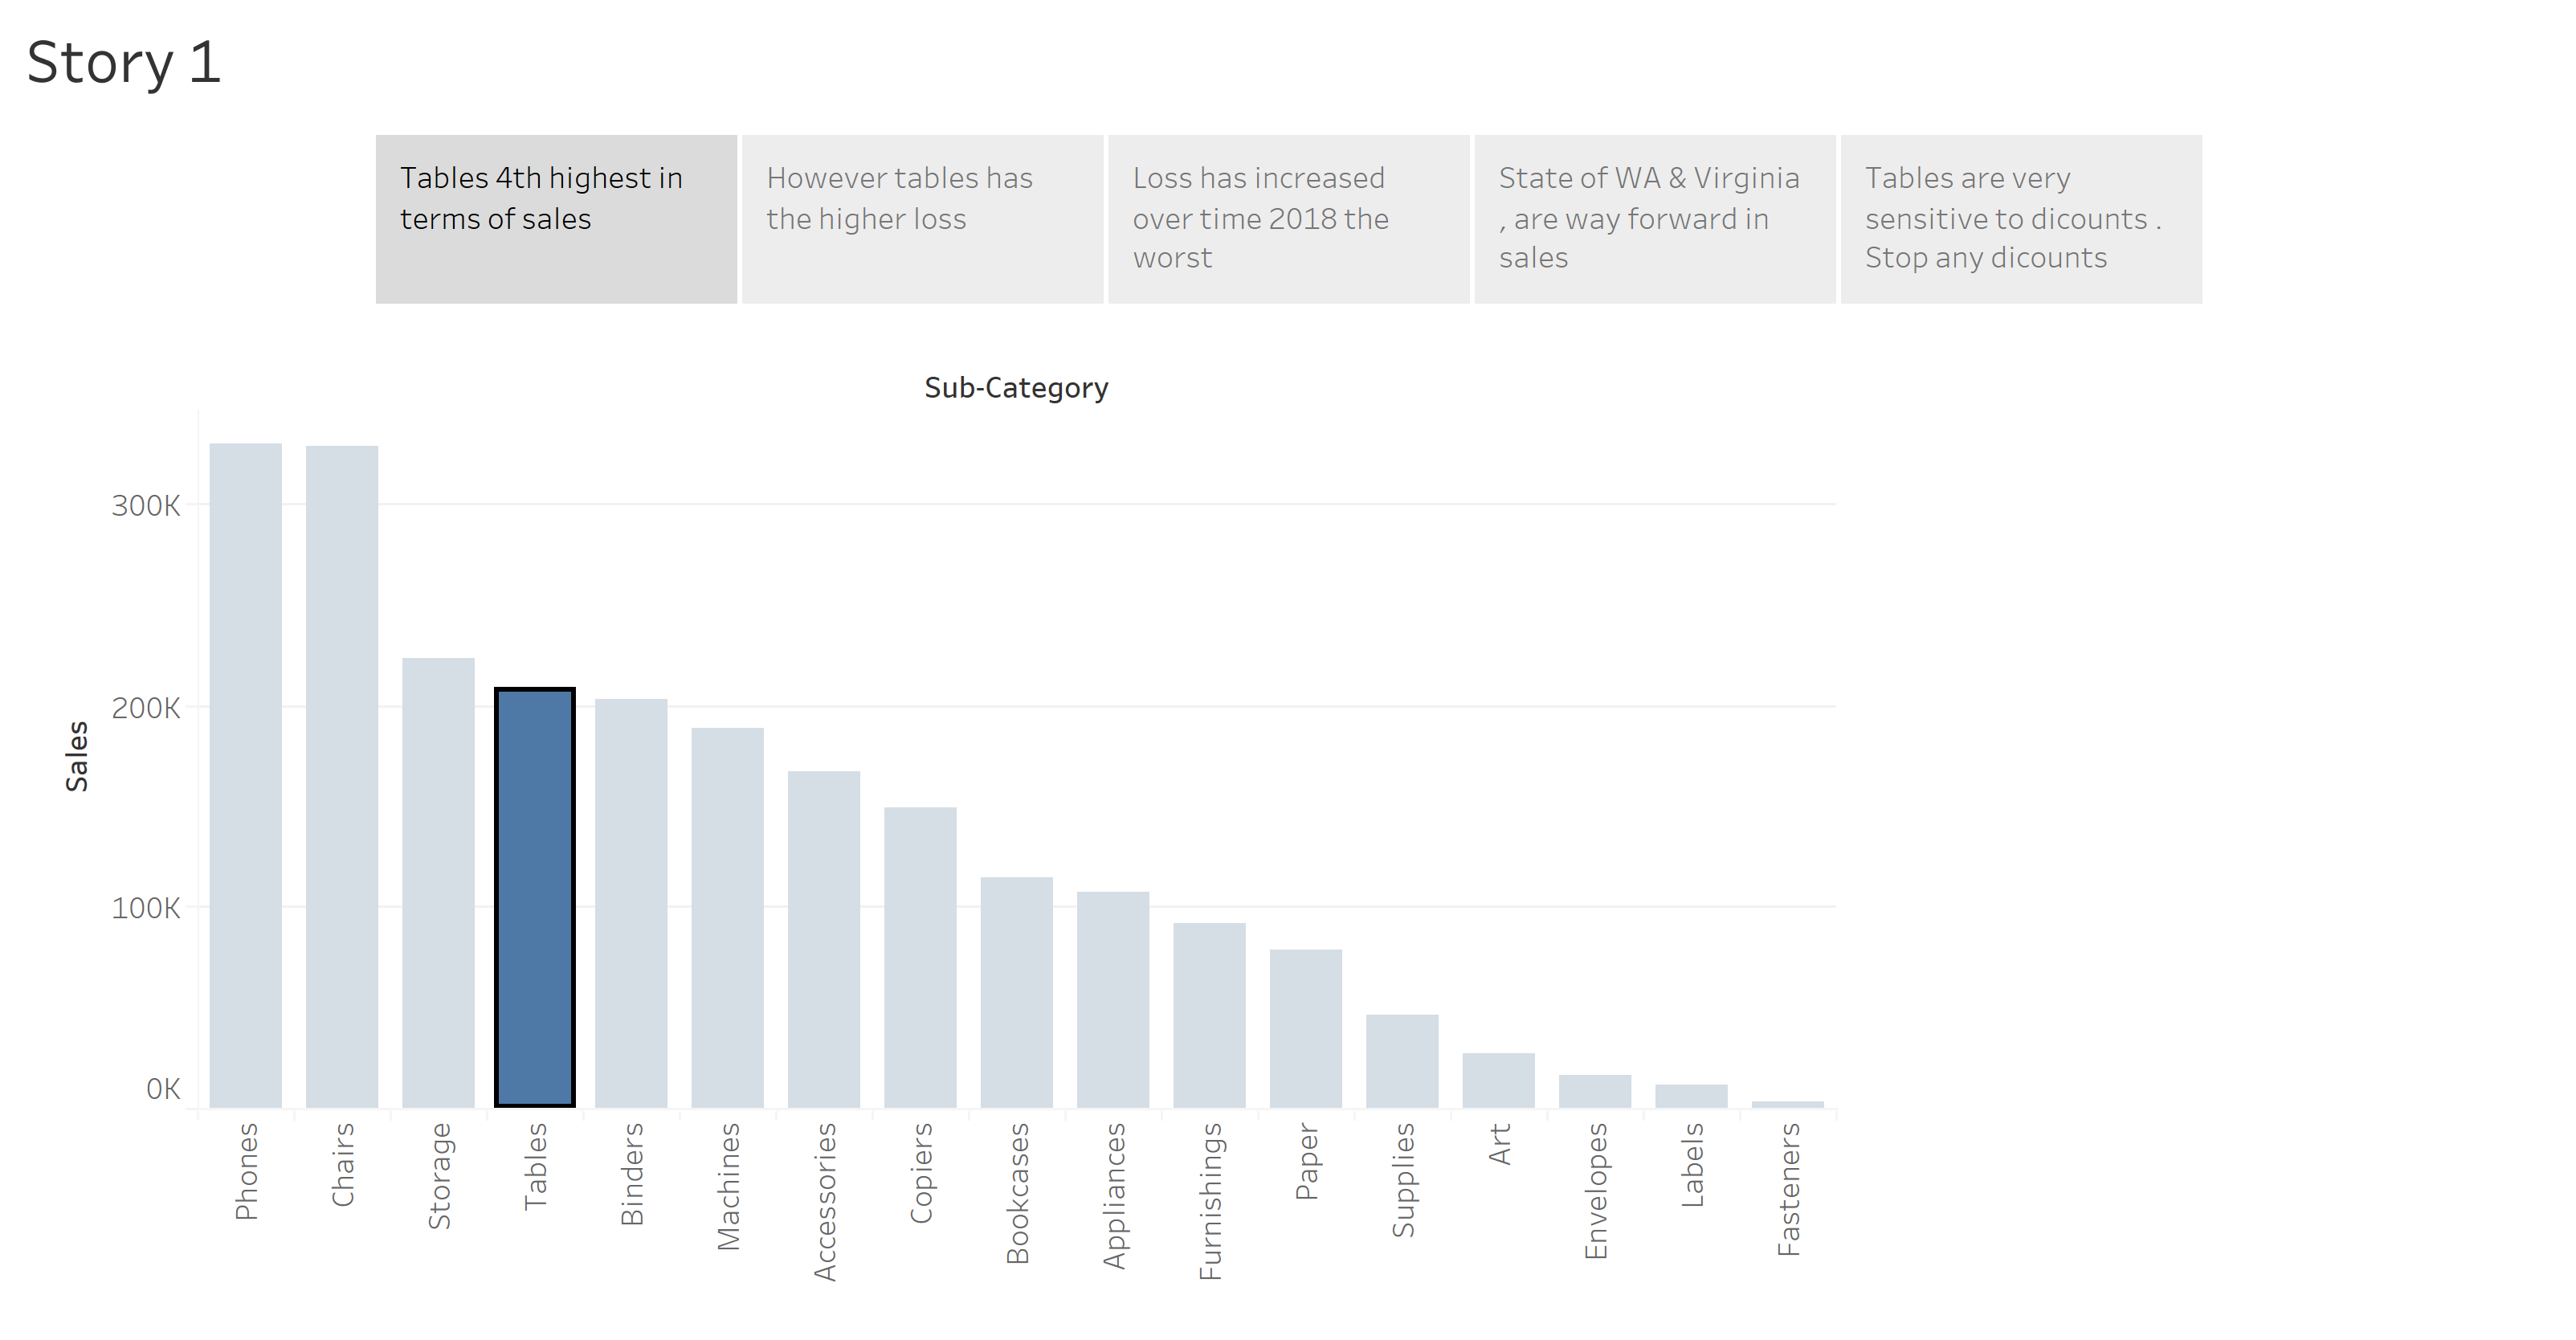 Story 1
Tables 4th highest in
terms of sales
However tables has
the higher loss
Loss has increased
over time 2018 the
worst
State of WA & Virginia
, are way forward in
sales
Tables are very
sensitive to dicounts .
Stop any dicounts
Sub-Category
300K
200K
100K
0K
Sales
Phones
Chairs
Storage
Tables
Binders
Machines
Accessories
Copiers
Bookcases
Appliances
Furnishings
Paper
Supplies
Art
Envelopes
Labels
Fasteners